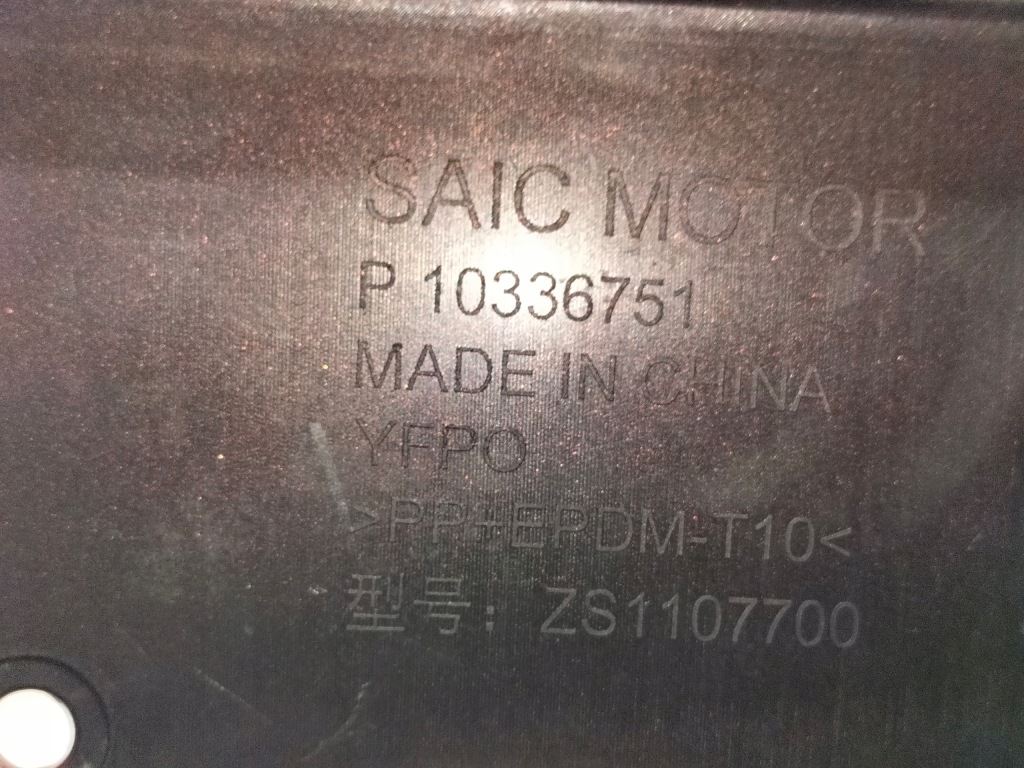 SAIC MOTOR
P 10336751
MADE IN CHINA
YFPO
>PP+EPDM-T10<
型号：ZS1107700